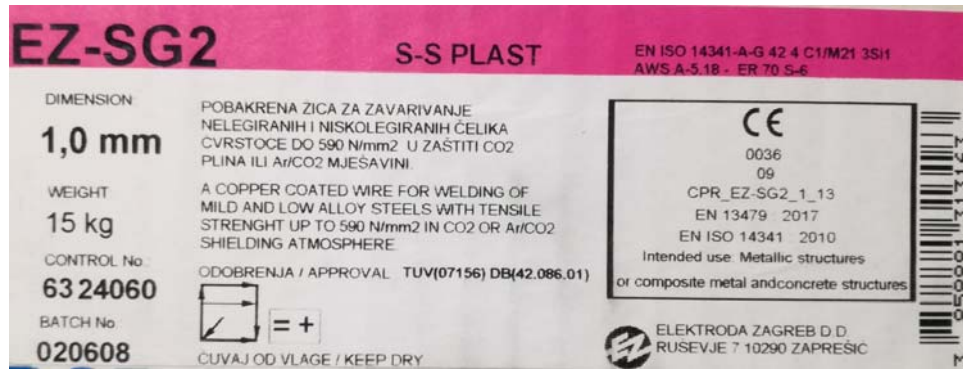 EZ-SG2
S-S PLAST
EN ISO 14341-A-G 42 4 C1/M21 3Si1
AWS A-5.18 - ER 70 S-6
DIMENSION
1,0 mm
WEIGHT
15 kg
CONTROL No.
6324060
BATCH No
020608
POBAKRENA ŽICA ZA ZAVARIVANJE
NELEGIRANIH I NISKOLEGIRANIH ČELIKA
CVRSTOCE DO 590 N/mm2 U ZAŠTITI CO2
PLINA ILI Ar/CO2 MJEŠAVINI.
A COPPER COATED WIRE FOR WELDING OF
MILD AND LOW ALLOY STEELS WITH TENSILE
STRENGHT UP TO 590 N/mm2 IN CO2 OR Ar/CO2
SHIELDING ATMOSPHERE
ODOBRENJA / APPROVAL TUV(07156) DB(42.086.01)
= +
ČUVAJ OD VLAGE / KEEP DRY
CE
0036
09
CPR_EZ-SG2_1_13
EN 13479 : 2017
EN ISO 14341 : 2010
Intended use: Metallic structures
or composite metal andconcrete structures
EZ
ELEKTRODA ZAGREB D.D.
RUSEVJE 7 10290 ZAPREŠIĆ